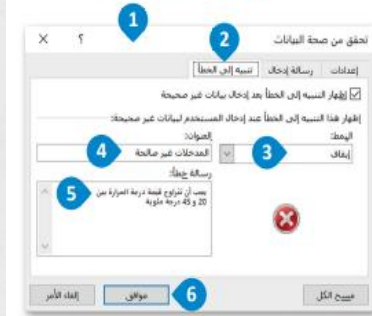 1
تحقق من صحة البيانات
؟ ×
2
إعدادات رسالة إدخال تنبيه إلى الخطأ
إظهار التنبيه إلى الخطأ بعد إدخال بيانات غير صحيحة
إظهار هذا التنبيه إلى الخطأ عند إدخال المستخدم لبيانات غير صحيحة:
النمط: العنوان:
إيقاف 3 المدخلات غير صالحة 4
رسالة خطأ:
يجب أن تتراوح قيمة درجة الحرارة بين
20 و 45 درجة مئوية
5
مسح الكل موافق إلغاء الأمر
6